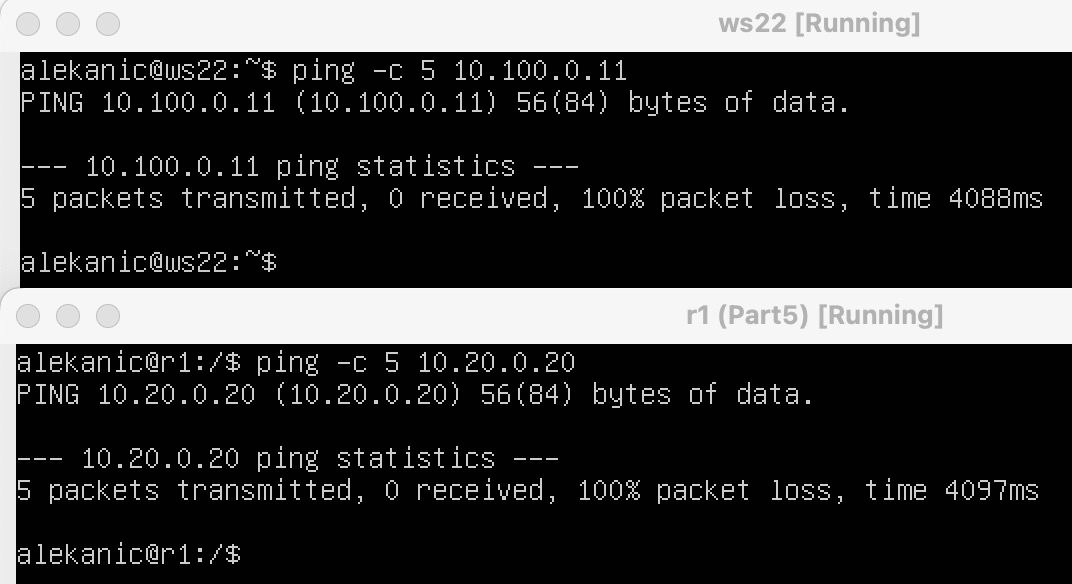 ws22 [Running]
alekanic@ws22:~$ ping -c 5 10.100.0.11
PING 10.100.0.11 (10.100.0.11) 56(84) bytes of data.
--- 10.100.0.11 ping statistics ---
5 packets transmitted, 0 received, 100% packet loss, time 4088ms
alekanic@ws22:~$
r1 (Part5) [Running]
alekanic@r1:/$ ping -c 5 10.20.0.20
PING 10.20.0.20 (10.20.0.20) 56(84) bytes of data.
--- 10.20.0.20 ping statistics ---
5 packets transmitted, 0 received, 100% packet loss, time 4097ms
alekanic@r1:/$